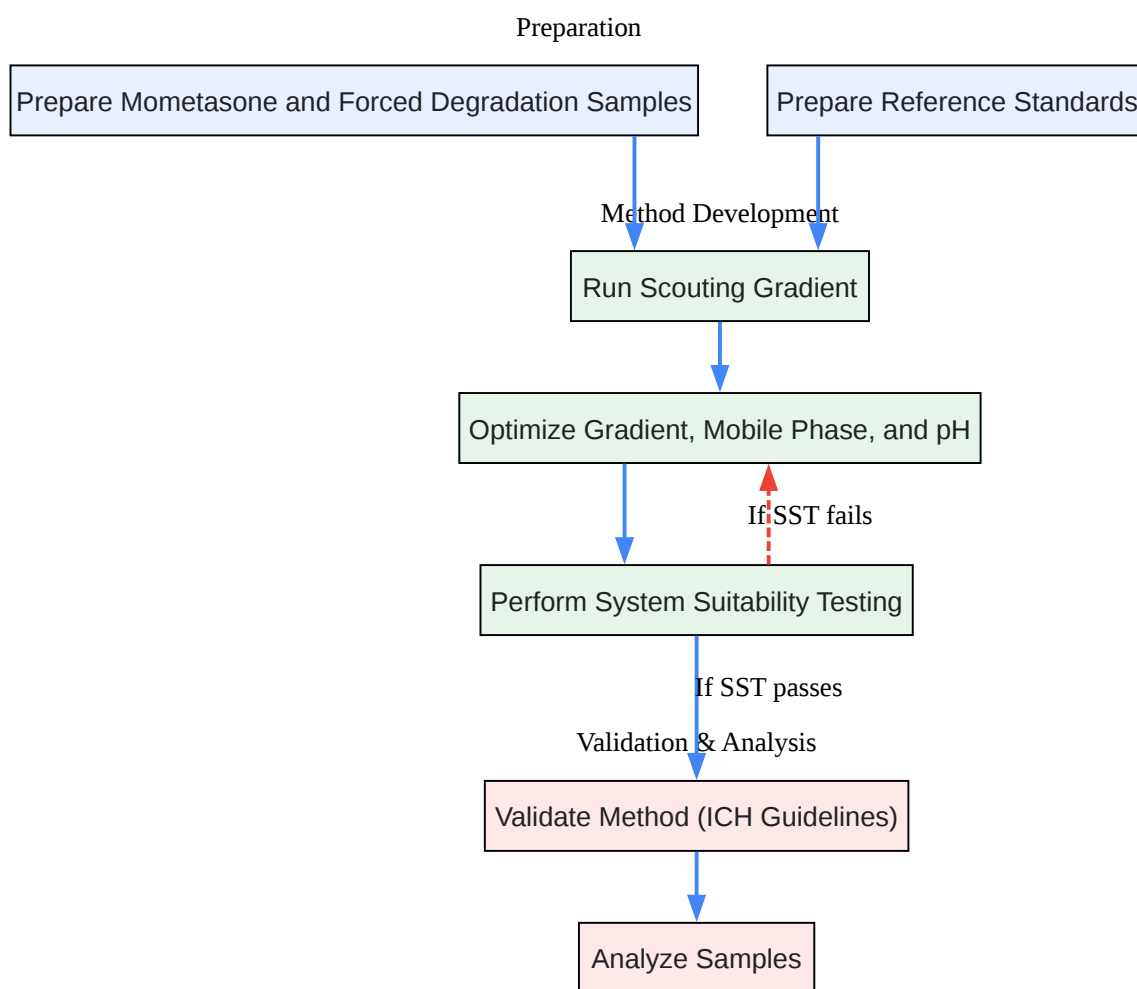 Preparation
Prepare Mometasone and Forced Degradation Samples
Prepare Reference Standards
Method Development
Run Scouting Gradient
Optimize Gradient, Mobile Phase, and pH
If SST fails
Perform System Suitability Testing
If SST passes
Validation & Analysis
Validate Method (ICH Guidelines)
Analyze Samples